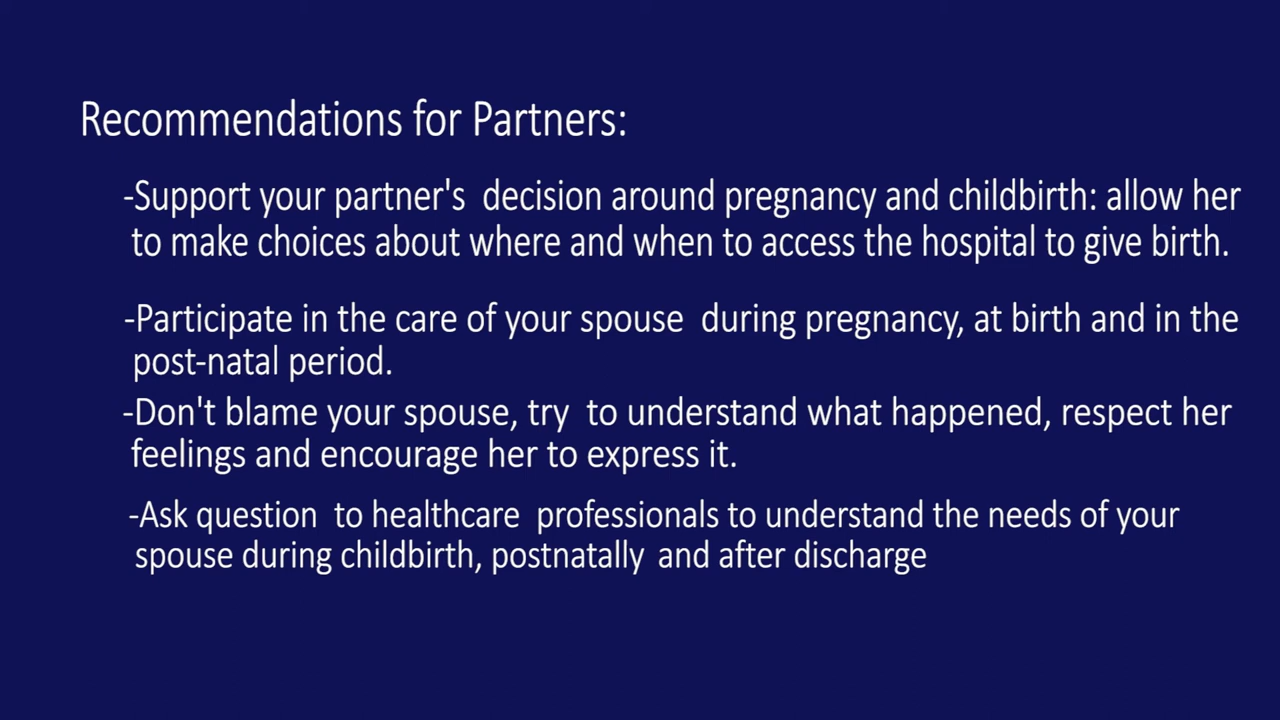 Recommendations for Partners:
-Support your partner's decision around pregnancy and childbirth: allow her
to make choices about where and when to access the hospital to give birth.
-Participate in the care of your spouse during pregnancy, at birth and in the
post-natal period.
-Don't blame your spouse, try to understand what happened, respect her
feelings and encourage her to express it.
-Ask question to healthcare professionals to understand the needs of your
spouse during childbirth, postnatally and after discharge